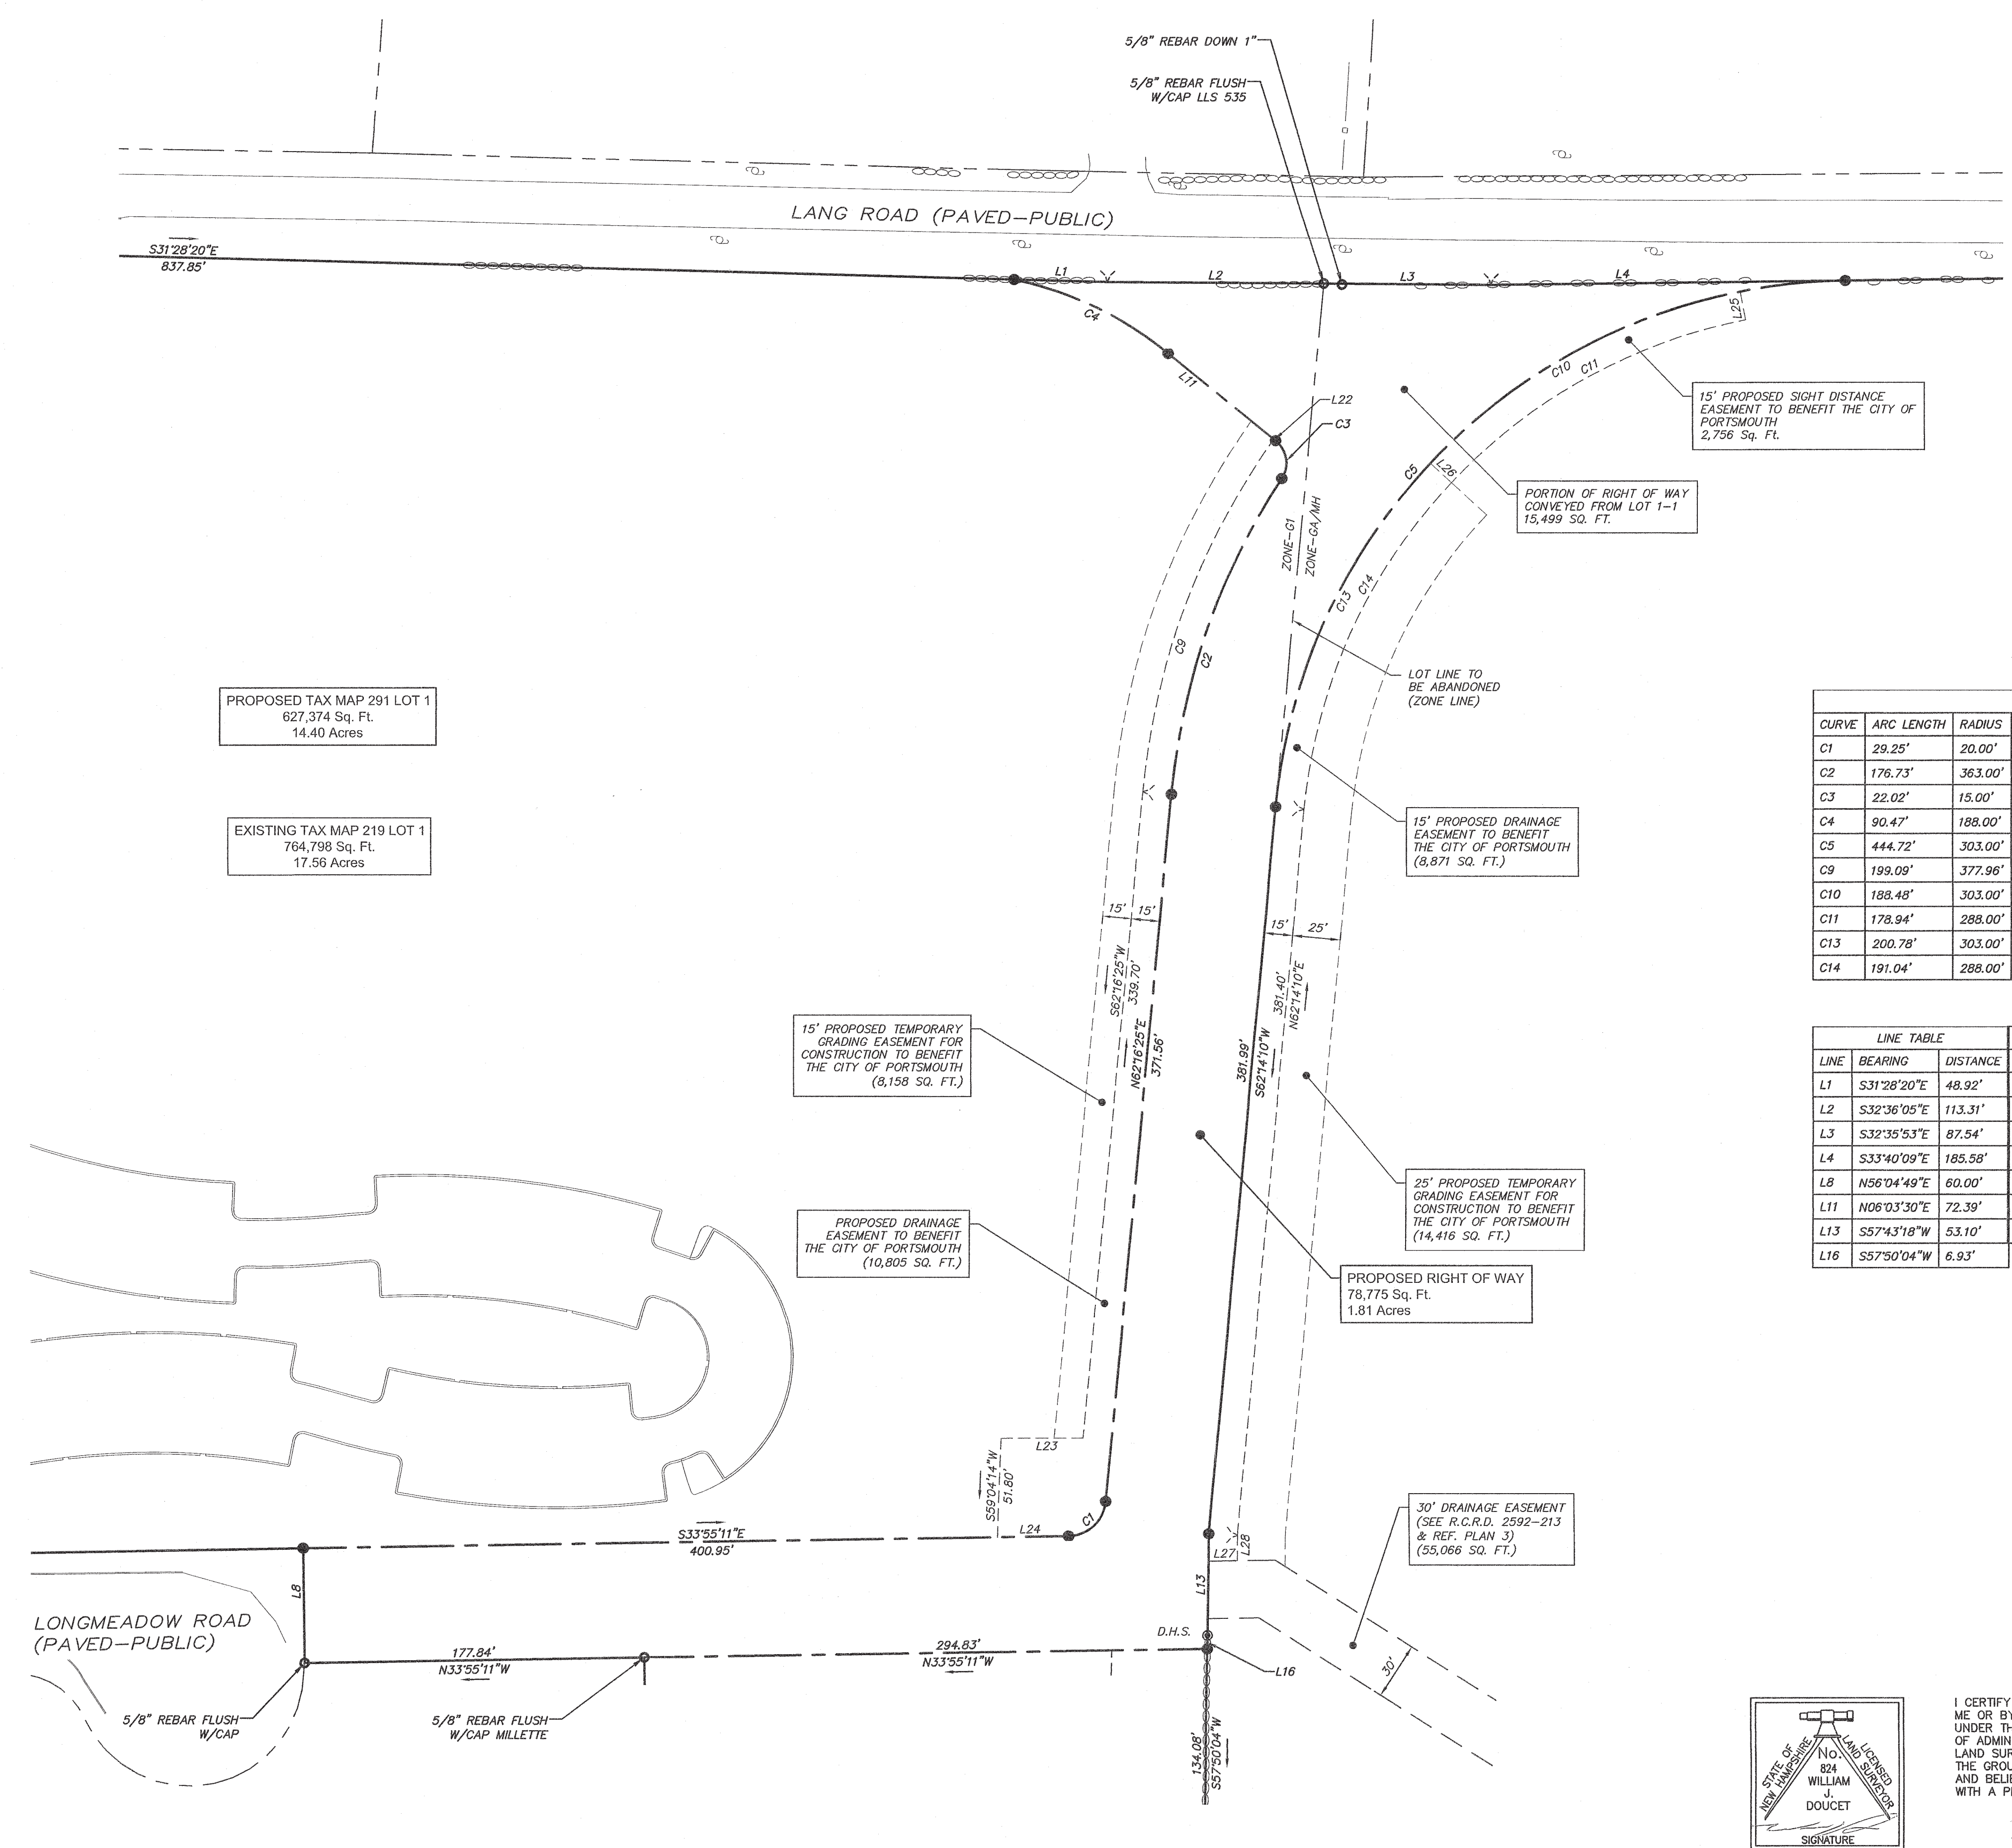 5/8" REBAR DOWN 1"
5/8" REBAR FLUSH
W/CAP LLS 535
LANG ROAD (PAVED-PUBLIC)
S31°28'20"E
837.85'
L1
L2
L3
L4
C4
L11
L22
C3
L25
C10
C11
15' PROPOSED SIGHT DISTANCE
EASEMENT TO BENEFIT THE CITY OF
PORTSMOUTH
2,756 Sq. Ft.
C5
L26
PORTION OF RIGHT OF WAY
CONVEYED FROM LOT 1-1
15,499 SQ. FT.
ZONE-G1
ZONE-GA/MH
C13
C14
C9
C2
LOT LINE TO
BE ABANDONED
(ZONE LINE)
PROPOSED TAX MAP 291 LOT 1
627,374 Sq. Ft.
14.40 Acres
EXISTING TAX MAP 219 LOT 1
764,798 Sq. Ft.
17.56 Acres
15' PROPOSED DRAINAGE
EASEMENT TO BENEFIT
THE CITY OF PORTSMOUTH
(8,871 SQ. FT.)
CURVE ARC LENGTH RADIUS
C1 29.25' 20.00'
C2 176.73' 363.00'
C3 22.02' 15.00'
C4 90.47' 188.00'
C5 444.72' 303.00'
C9 199.09' 377.96'
C10 188.48' 303.00'
C11 178.94' 288.00'
C13 200.78' 303.00'
C14 191.04' 288.00'
15' 15'
15' 25'
S62°16'25"W
339.70'
N62°16'25"E
371.56'
381.99'
S62°14'10"W
381.40'
N62°14'10"E
15' PROPOSED TEMPORARY
GRADING EASEMENT FOR
CONSTRUCTION TO BENEFIT
THE CITY OF PORTSMOUTH
(8,158 SQ. FT.)
LINE TABLE
LINE BEARING DISTANCE
L1 S31°28'20"E 48.92'
L2 S32°36'05"E 113.31'
L3 S32°35'53"E 87.54'
L4 S33°40'09"E 185.58'
L8 N56°04'49"E 60.00'
L11 N06°03'30"E 72.39'
L13 S57°43'18"W 53.10'
L16 S57°50'04"W 6.93'
25' PROPOSED TEMPORARY
GRADING EASEMENT FOR
CONSTRUCTION TO BENEFIT
THE CITY OF PORTSMOUTH
(14,416 SQ. FT.)
PROPOSED DRAINAGE
EASEMENT TO BENEFIT
THE CITY OF PORTSMOUTH
(10,805 SQ. FT.)
PROPOSED RIGHT OF WAY
78,775 Sq. Ft.
1.81 Acres
L23
S59°04'14"W
51.80'
L24
C1
S33°55'11"E
400.95'
L27
L28
L13
30' DRAINAGE EASEMENT
(SEE R.C.R.D. 2592-213
& REF. PLAN 3)
(55,066 SQ. FT.)
L8
LONGMEADOW ROAD
(PAVED-PUBLIC)
177.84'
N33°55'11"W
294.83'
N33°55'11"W
D.H.S.
L16
30'
5/8" REBAR FLUSH
W/CAP
5/8" REBAR FLUSH
W/CAP MILLETTE
134.08'
S57°50'04"W
STATE OF
NEW HAMPSHIRE
LICENSED
LAND SURVEYOR
No.
824
WILLIAM
J.
DOUCET
SIGNATURE
I CERTIFY
ME OR BY
UNDER TH
OF ADMIN
LAND SUR
THE GROU
AND BELIE
WITH A P